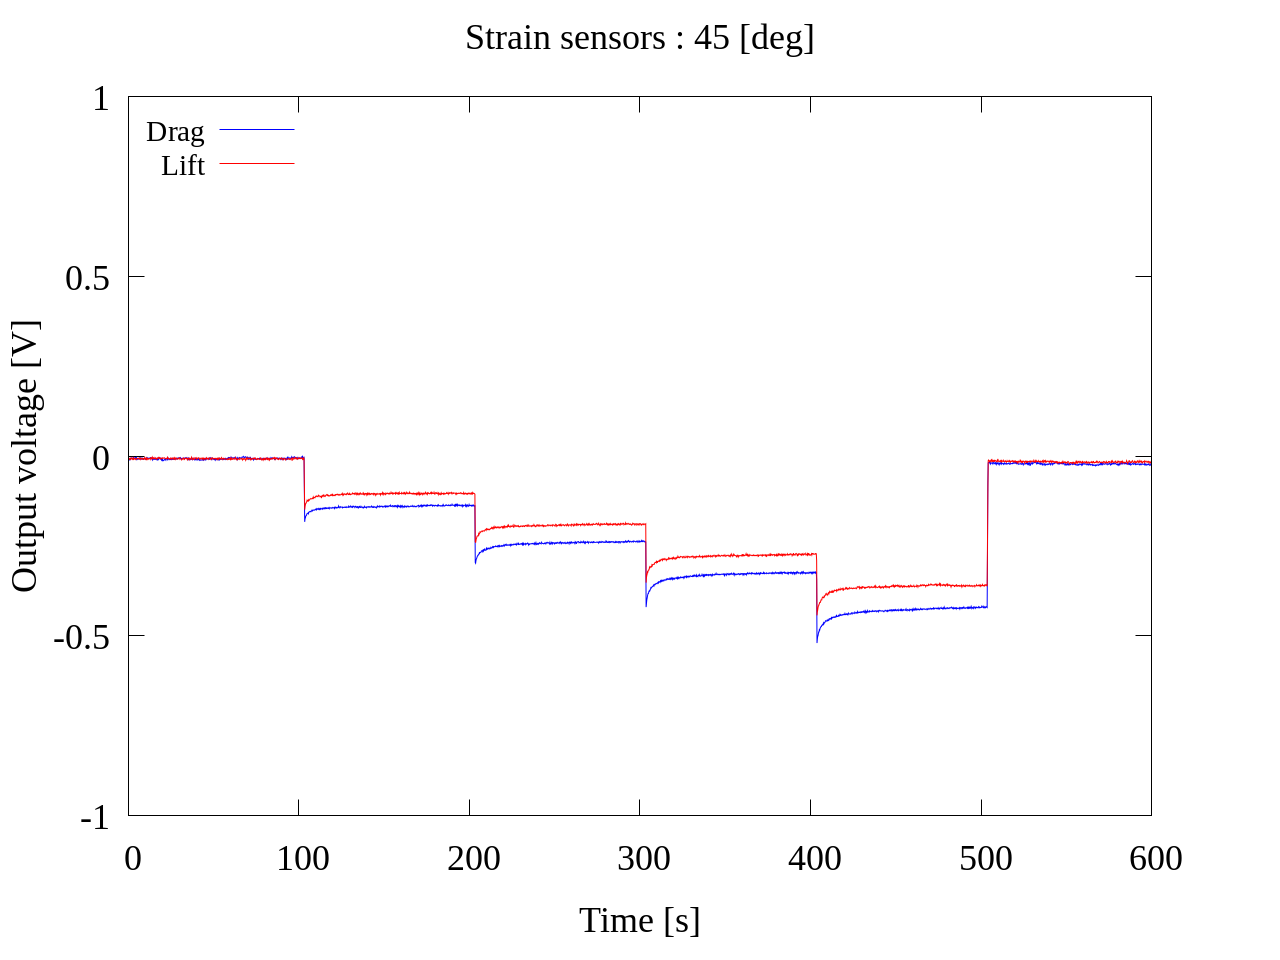 Strain sensors : 45 [deg]
1
0.5
0
-0.5
-1
Output voltage [V]
Drag
Lift
0 100 200 300 400 500 600
Time [s]